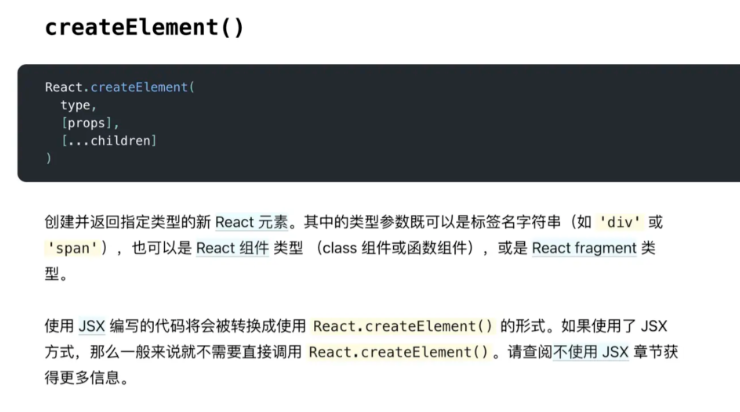 createElement()
React.createElement(
  type,
  [props],
  [...children]
)
创建并返回指定类型的新 React 元素。其中的类型参数既可以是标签名字符串（如 'div' 或
'span'），也可以是 React 组件 类型 （class 组件或函数组件），或是 React fragment 类
型。
使用 JSX 编写的代码将会被转换成使用 React.createElement() 的形式。如果使用了 JSX
方式，那么一般来说就不需要直接调用 React.createElement()。请查阅不使用 JSX 章节获
得更多信息。